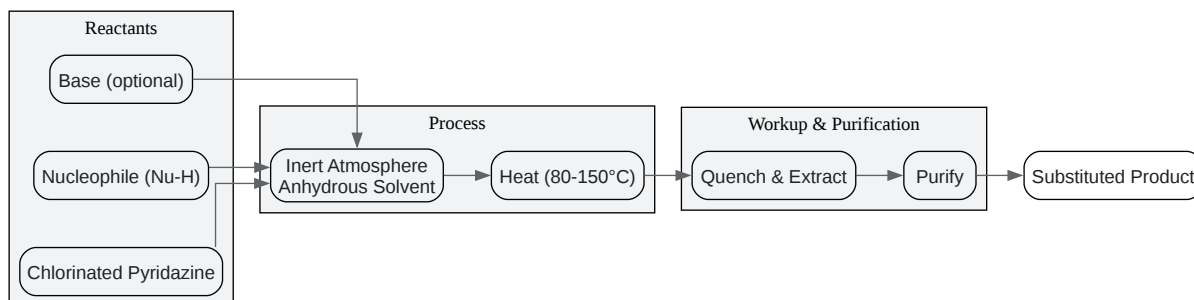 Reactants
Base (optional)
Nucleophile (Nu-H)
Chlorinated Pyridazine
Process
Inert Atmosphere
Anhydrous Solvent
Heat (80-150°C)
Workup & Purification
Quench & Extract
Purify
Substituted Product